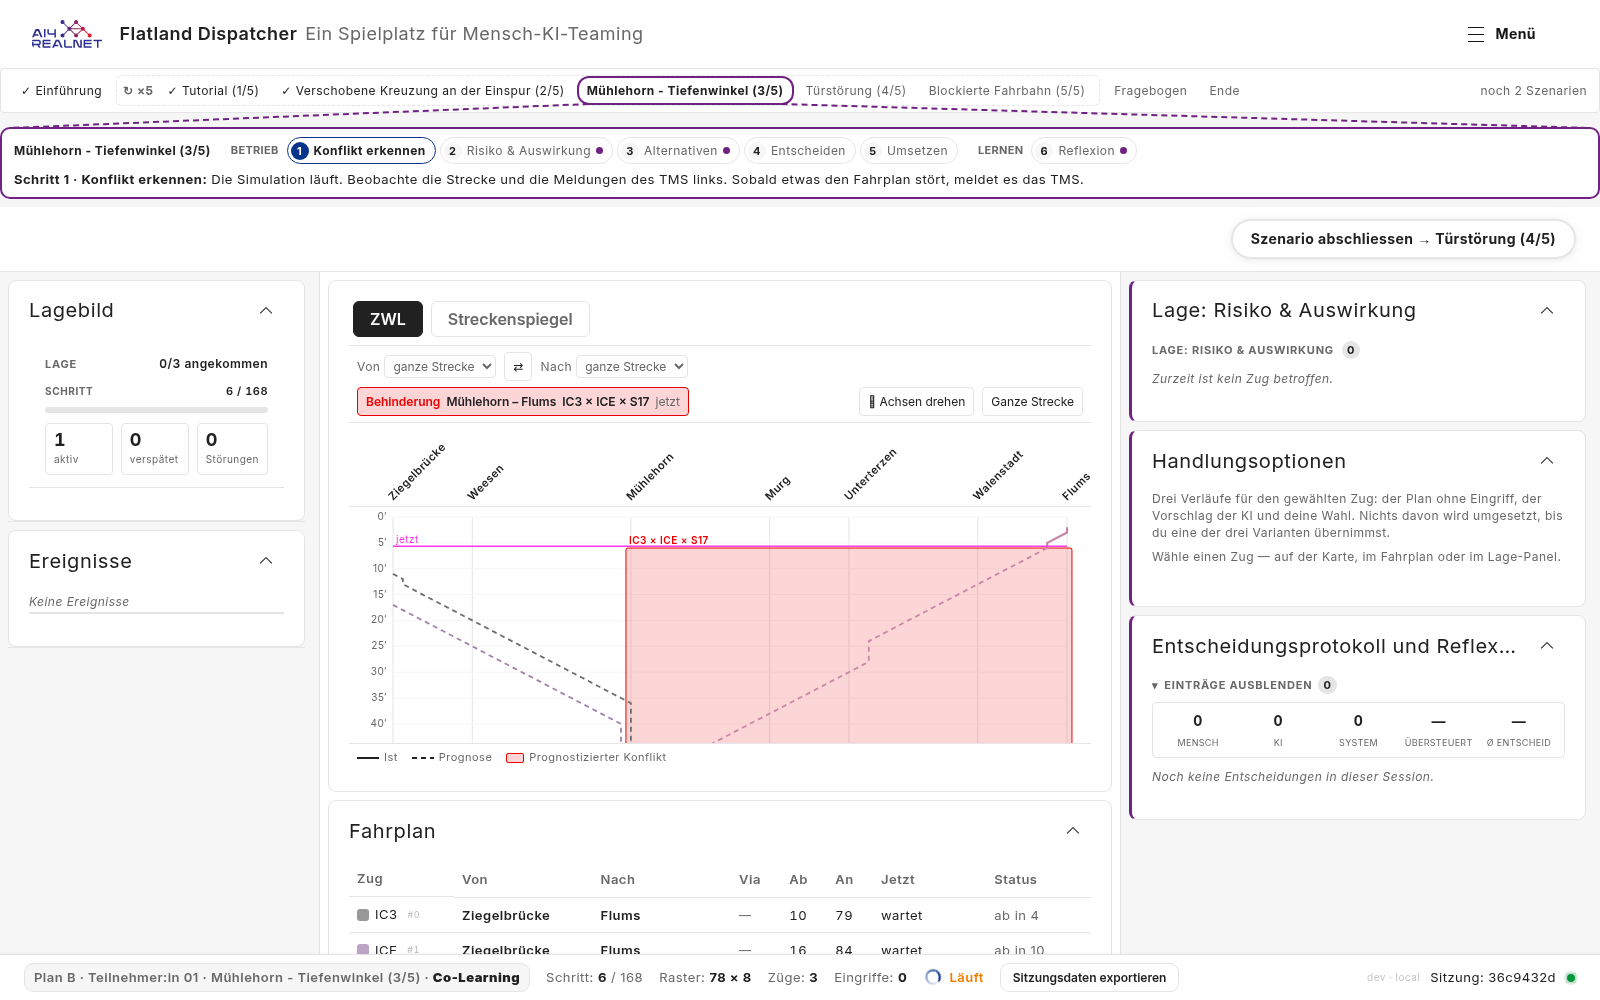 AI4 REALNET
Flatland Dispatcher Ein Spielplatz für Mensch-KI-Teaming
Menü
✓ Einführung ↻ ×5 ✓ Tutorial (1/5) ✓ Verschobene Kreuzung an der Einspur (2/5) Mühlehorn - Tiefenwinkel (3/5) Türstörung (4/5) Blockierte Fahrbahn (5/5) Fragebogen Ende noch 2 Szenarien
Mühlehorn - Tiefenwinkel (3/5) BETRIEB 1 Konflikt erkennen 2 Risiko & Auswirkung 3 Alternativen 4 Entscheiden 5 Umsetzen LERNEN 6 Reflexion
Schritt 1 · Konflikt erkennen: Die Simulation läuft. Beobachte die Strecke und die Meldungen des TMS links. Sobald etwas den Fahrplan stört, meldet es das TMS.
Szenario abschliessen → Türstörung (4/5)
Lagebild
LAGE 0/3 angekommen
SCHRITT 6 / 168
1 0 0
aktiv verspätet Störungen
Ereignisse
Keine Ereignisse
ZWL Streckenspiegel
Von ganze Strecke ⇄ Nach ganze Strecke
Behinderung Mühlehorn – Flums IC3 × ICE × S17 jetzt
Achsen drehen Ganze Strecke
Ziegelbrücke Weesen Mühlehorn Murg Unterterzen Walenstadt Flums
0'
jetzt
IC3 × ICE × S17
5'
10'
15'
20'
25'
30'
35'
40'
Ist Prognose Prognostizierter Konflikt
Fahrplan
Zug Von Nach Via Ab An Jetzt Status
IC3 #0 Ziegelbrücke Flums — 10 79 wartet ab in 4
ICE #1 Ziegelbrücke Flums — 16 84 wartet ab in 10
Lage: Risiko & Auswirkung
LAGE: RISIKO & AUSWIRKUNG 0
Zurzeit ist kein Zug betroffen.
Handlungsoptionen
Drei Verläufe für den gewählten Zug: der Plan ohne Eingriff, der
Vorschlag der KI und deine Wahl. Nichts davon wird umgesetzt, bis
du eine der drei Varianten übernimmst.
Wähle einen Zug — auf der Karte, im Fahrplan oder im Lage-Panel.
Entscheidungsprotokoll und Reflex...
▾ EINTRÄGE AUSBLENDEN 0
0 0 0 — —
MENSCH KI SYSTEM ÜBERSTEUERT Ø ENTSCHEID
Noch keine Entscheidungen in dieser Session.
Plan B · Teilnehmer:in 01 · Mühlehorn - Tiefenwinkel (3/5) · Co-Learning Schritt: 6 / 168 Raster: 78 × 8 Züge: 3 Eingriffe: 0 Läuft Sitzungsdaten exportieren dev · local Sitzung: 36c9432d